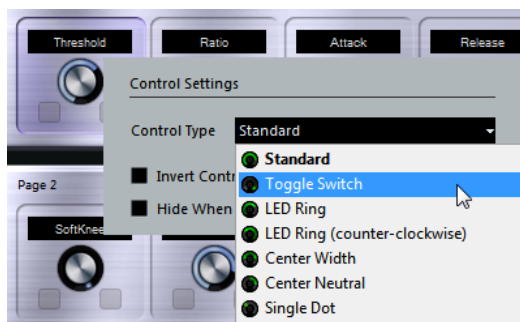 Threshold Ratio Attack Release
Control Settings
Control Type Standard
Standard
Invert Contr
Toggle Switch
Page 2
Hide When
LED Ring
SoftKnee
LED Ring (counter-clockwise)
Center Width
Center Neutral
Single Dot